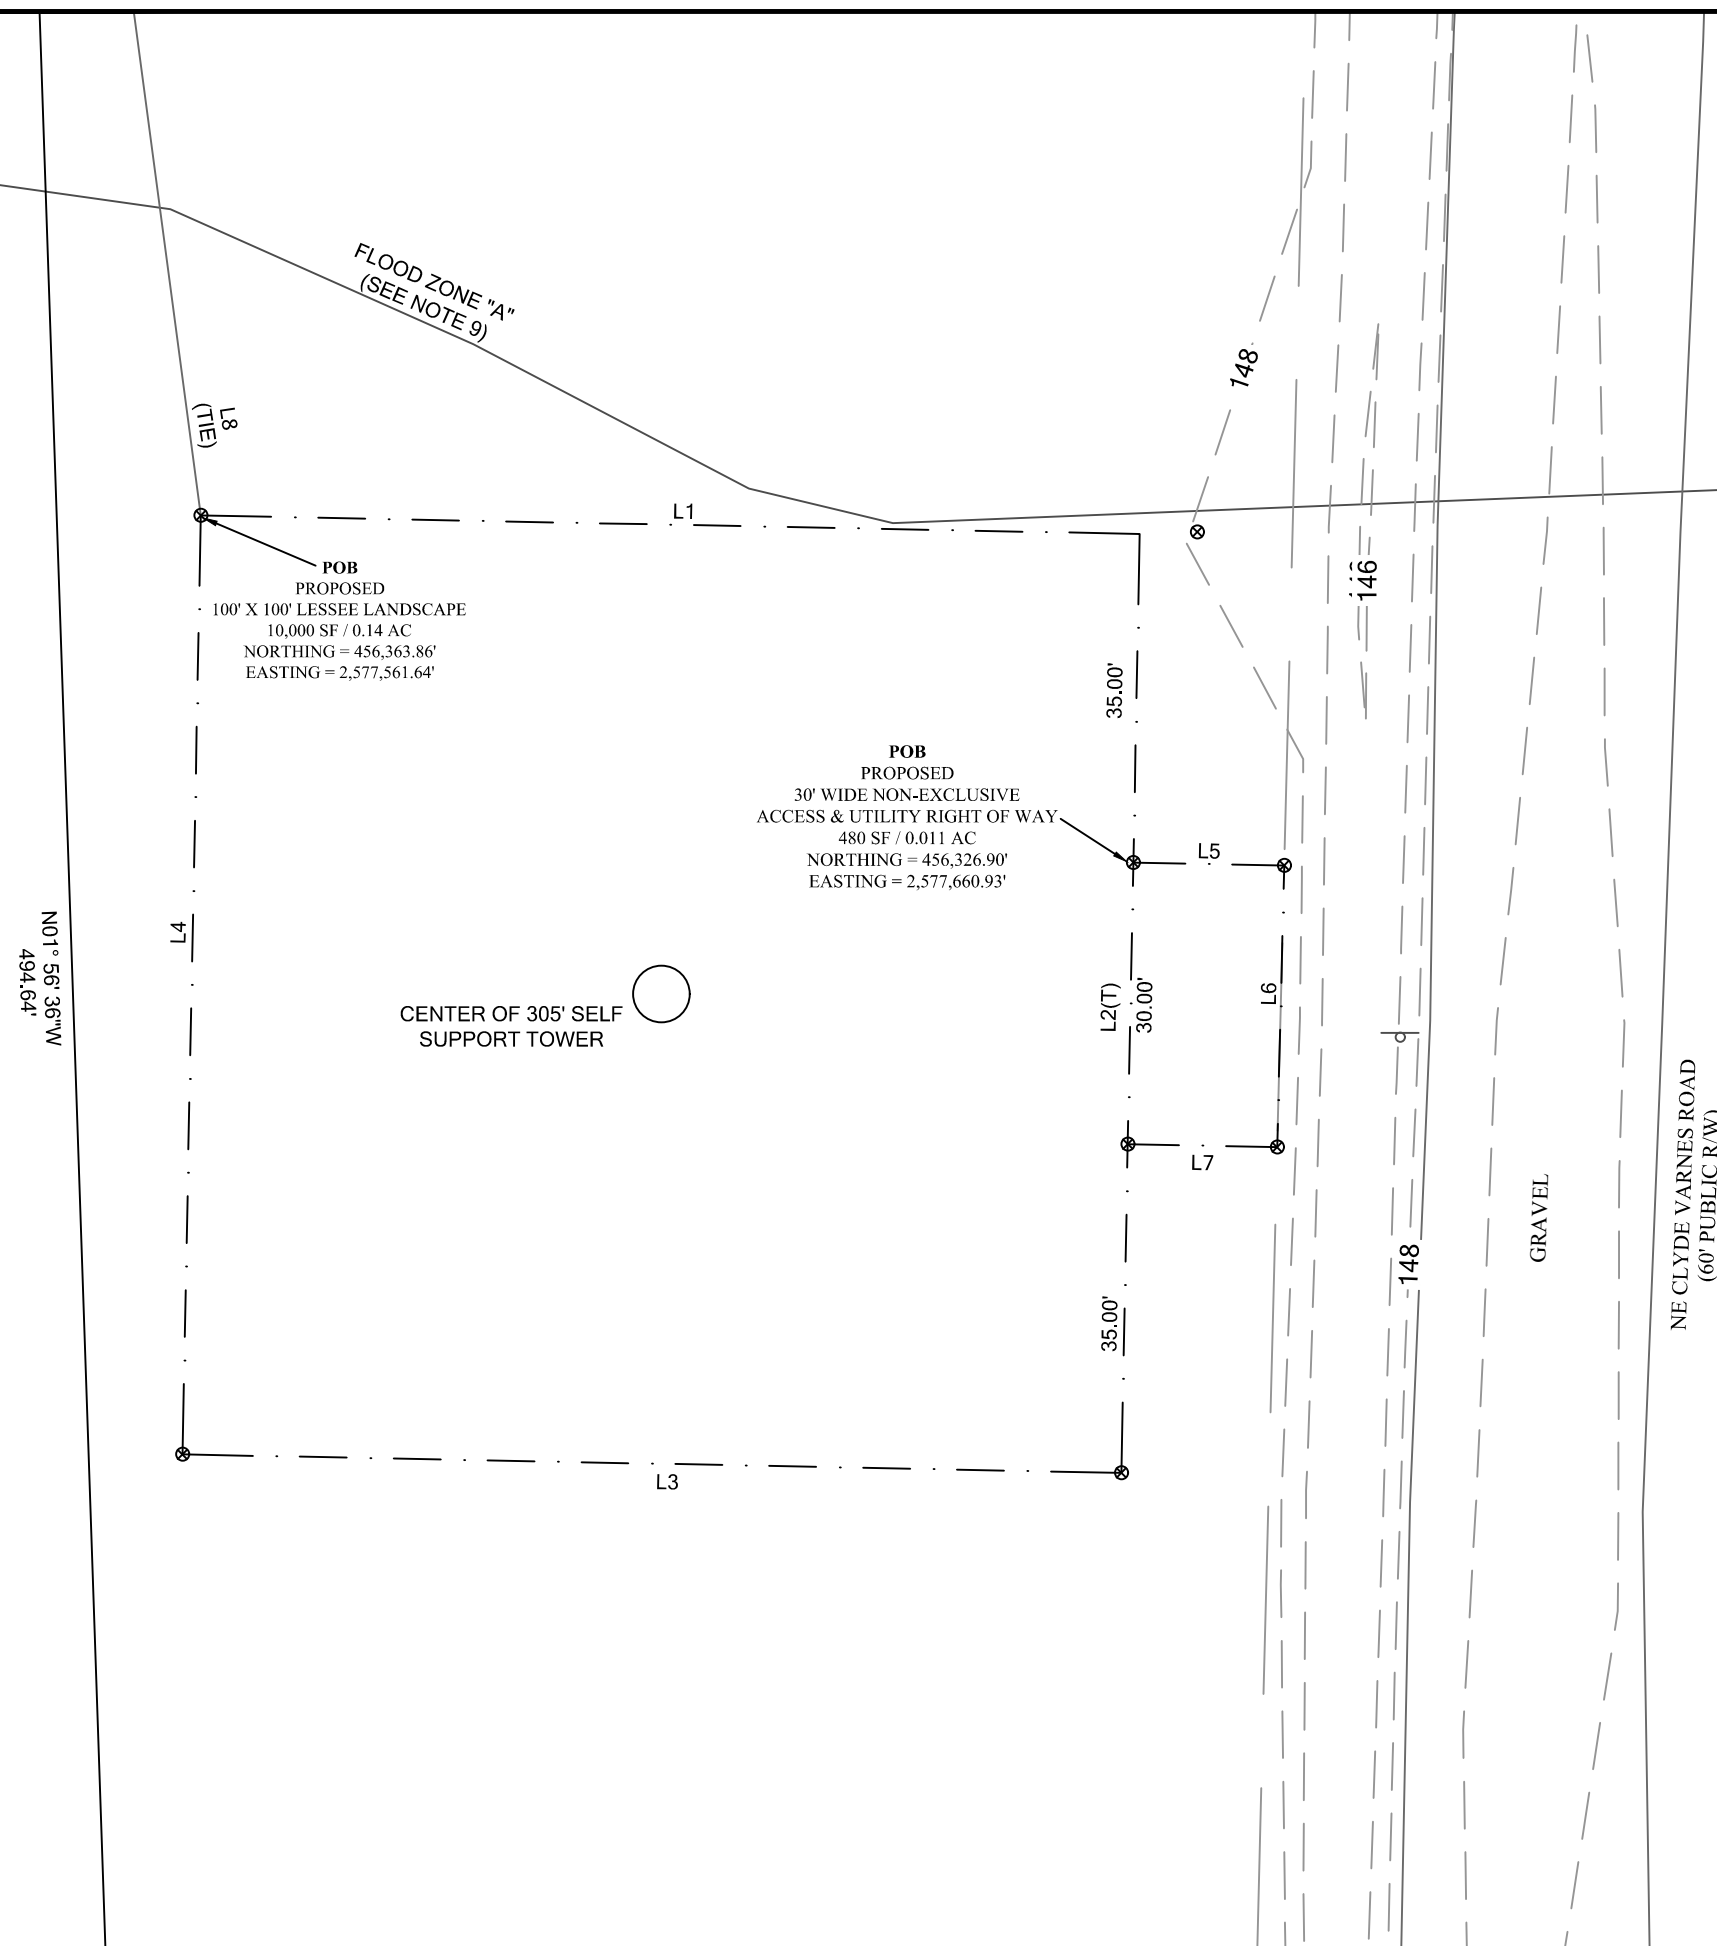 FLOOD ZONE "A"
(SEE NOTE 9)
148
L8
(TIE)
L1
POB
PROPOSED
100' X 100' LESSEE LANDSCAPE
10,000 SF / 0.14 AC
NORTHING = 456,363.86'
EASTING = 2,577,561.64'
146
35.00'
POB
PROPOSED
30' WIDE NON-EXCLUSIVE
ACCESS & UTILITY RIGHT OF WAY
480 SF / 0.011 AC
NORTHING = 456,326.90'
EASTING = 2,577,660.93'
L5
L4
N01° 56' 36"W
494.64'
CENTER OF 305' SELF
SUPPORT TOWER
L2(T)
30.00'
L6
L7
148
GRAVEL
NE CLYDE VARNES ROAD
(60' PUBLIC R/W)
35.00'
L3